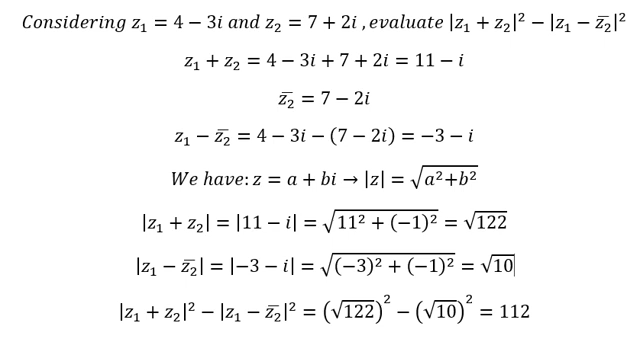 Considering z₁ = 4 − 3i and z₂ = 7 + 2i , evaluate |z₁ + z₂|² − |z₁ − z̅₂|²
z₁ + z₂ = 4 − 3i + 7 + 2i = 11 − i
z̅₂ = 7 − 2i
z₁ − z̅₂ = 4 − 3i − (7 − 2i) = −3 − i
We have: z = a + bi → |z| = √(a²+b²)
|z₁ + z₂| = |11 − i| = √(11² + (−1)²) = √122
|z₁ − z̅₂| = |−3 − i| = √((−3)² + (−1)²) = √10
|z₁ + z₂|² − |z₁ − z̅₂|² = (√122)² − (√10)² = 112